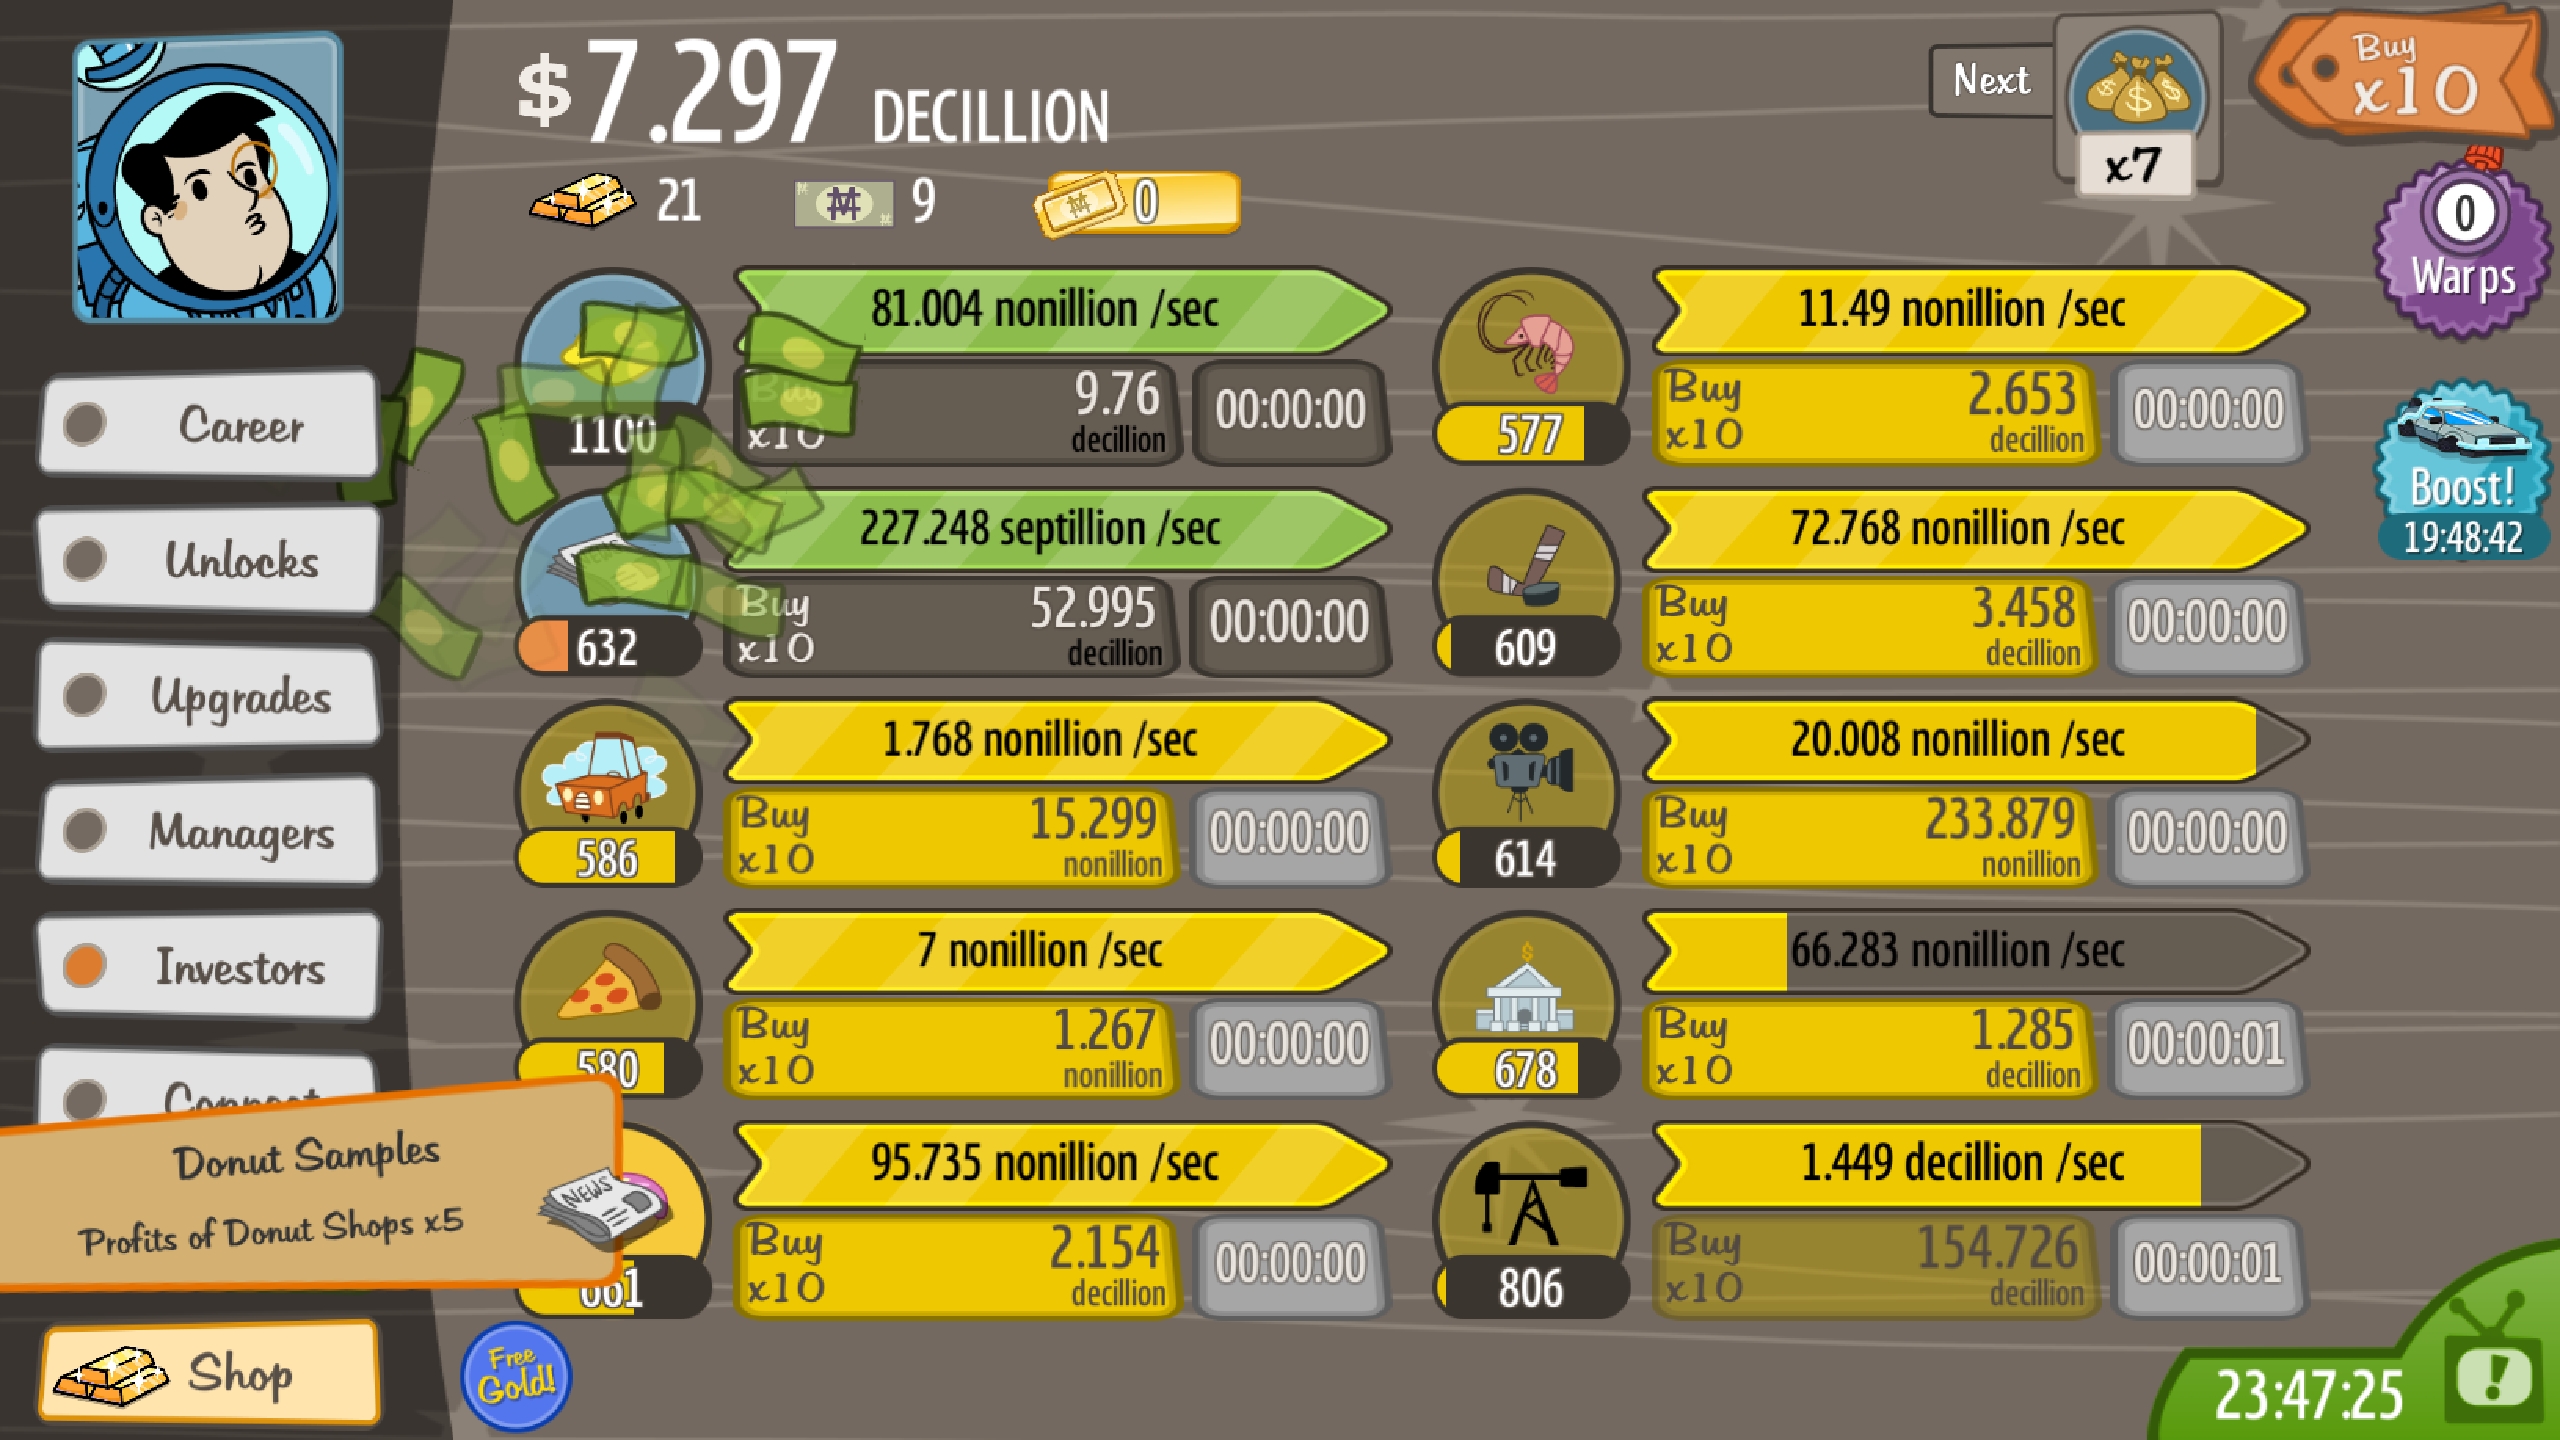 $7.297 DECILLION
21
9
0
Next
x7
Buy
x10
0
Warps
Boost!
19:48:42
Career
Unlocks
Upgrades
Managers
Investors
Connect
Donut Samples
Profits of Donut Shops x5
NEWS
Shop
Free
Gold!
81.004 nonillion /sec
1100
Buy
x10
9.76
decillion
00:00:00
227.248 septillion /sec
632
Buy
x10
52.995
decillion
00:00:00
1.768 nonillion /sec
586
Buy
x10
15.299
nonillion
00:00:00
7 nonillion /sec
580
Buy
x10
1.267
nonillion
00:00:00
95.735 nonillion /sec
661
Buy
x10
2.154
decillion
00:00:00
11.49 nonillion /sec
577
Buy
x10
2.653
decillion
00:00:00
72.768 nonillion /sec
609
Buy
x10
3.458
decillion
00:00:00
20.008 nonillion /sec
614
Buy
x10
233.879
nonillion
00:00:00
66.283 nonillion /sec
678
Buy
x10
1.285
decillion
00:00:01
1.449 decillion /sec
806
Buy
x10
154.726
decillion
00:00:01
23:47:25